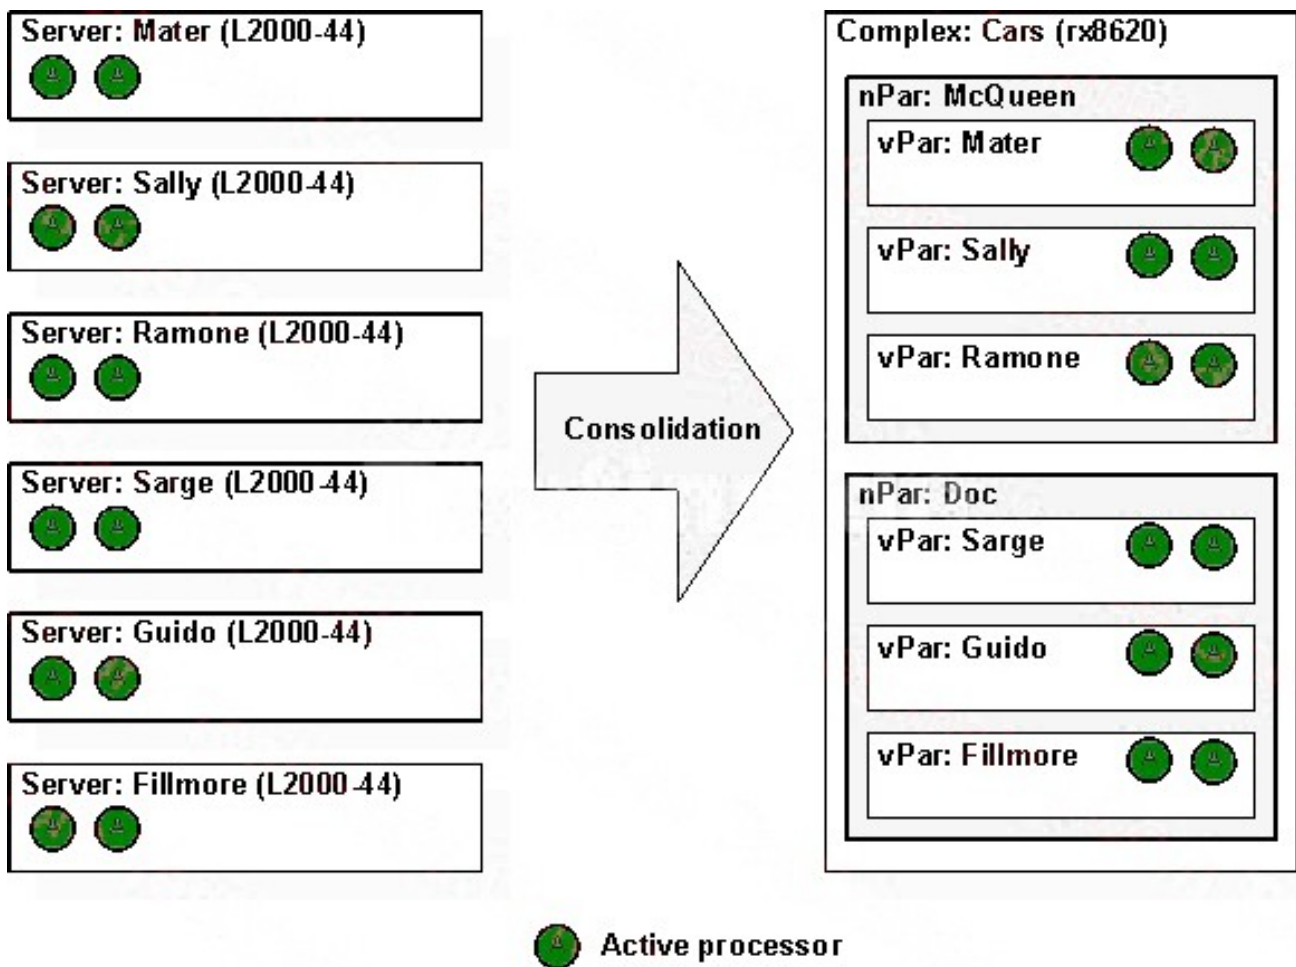 Server: Mater (L2000-44)
Server: Sally (L2000-44)
Server: Ramone (L2000-44)
Server: Sarge (L2000-44)
Server: Guido (L2000-44)
Server: Fillmore (L2000-44)
Consolidation
Complex: Cars (rx8620)
nPar: McQueen
vPar: Mater
vPar: Sally
vPar: Ramone
nPar: Doc
vPar: Sarge
vPar: Guido
vPar: Fillmore
Active processor